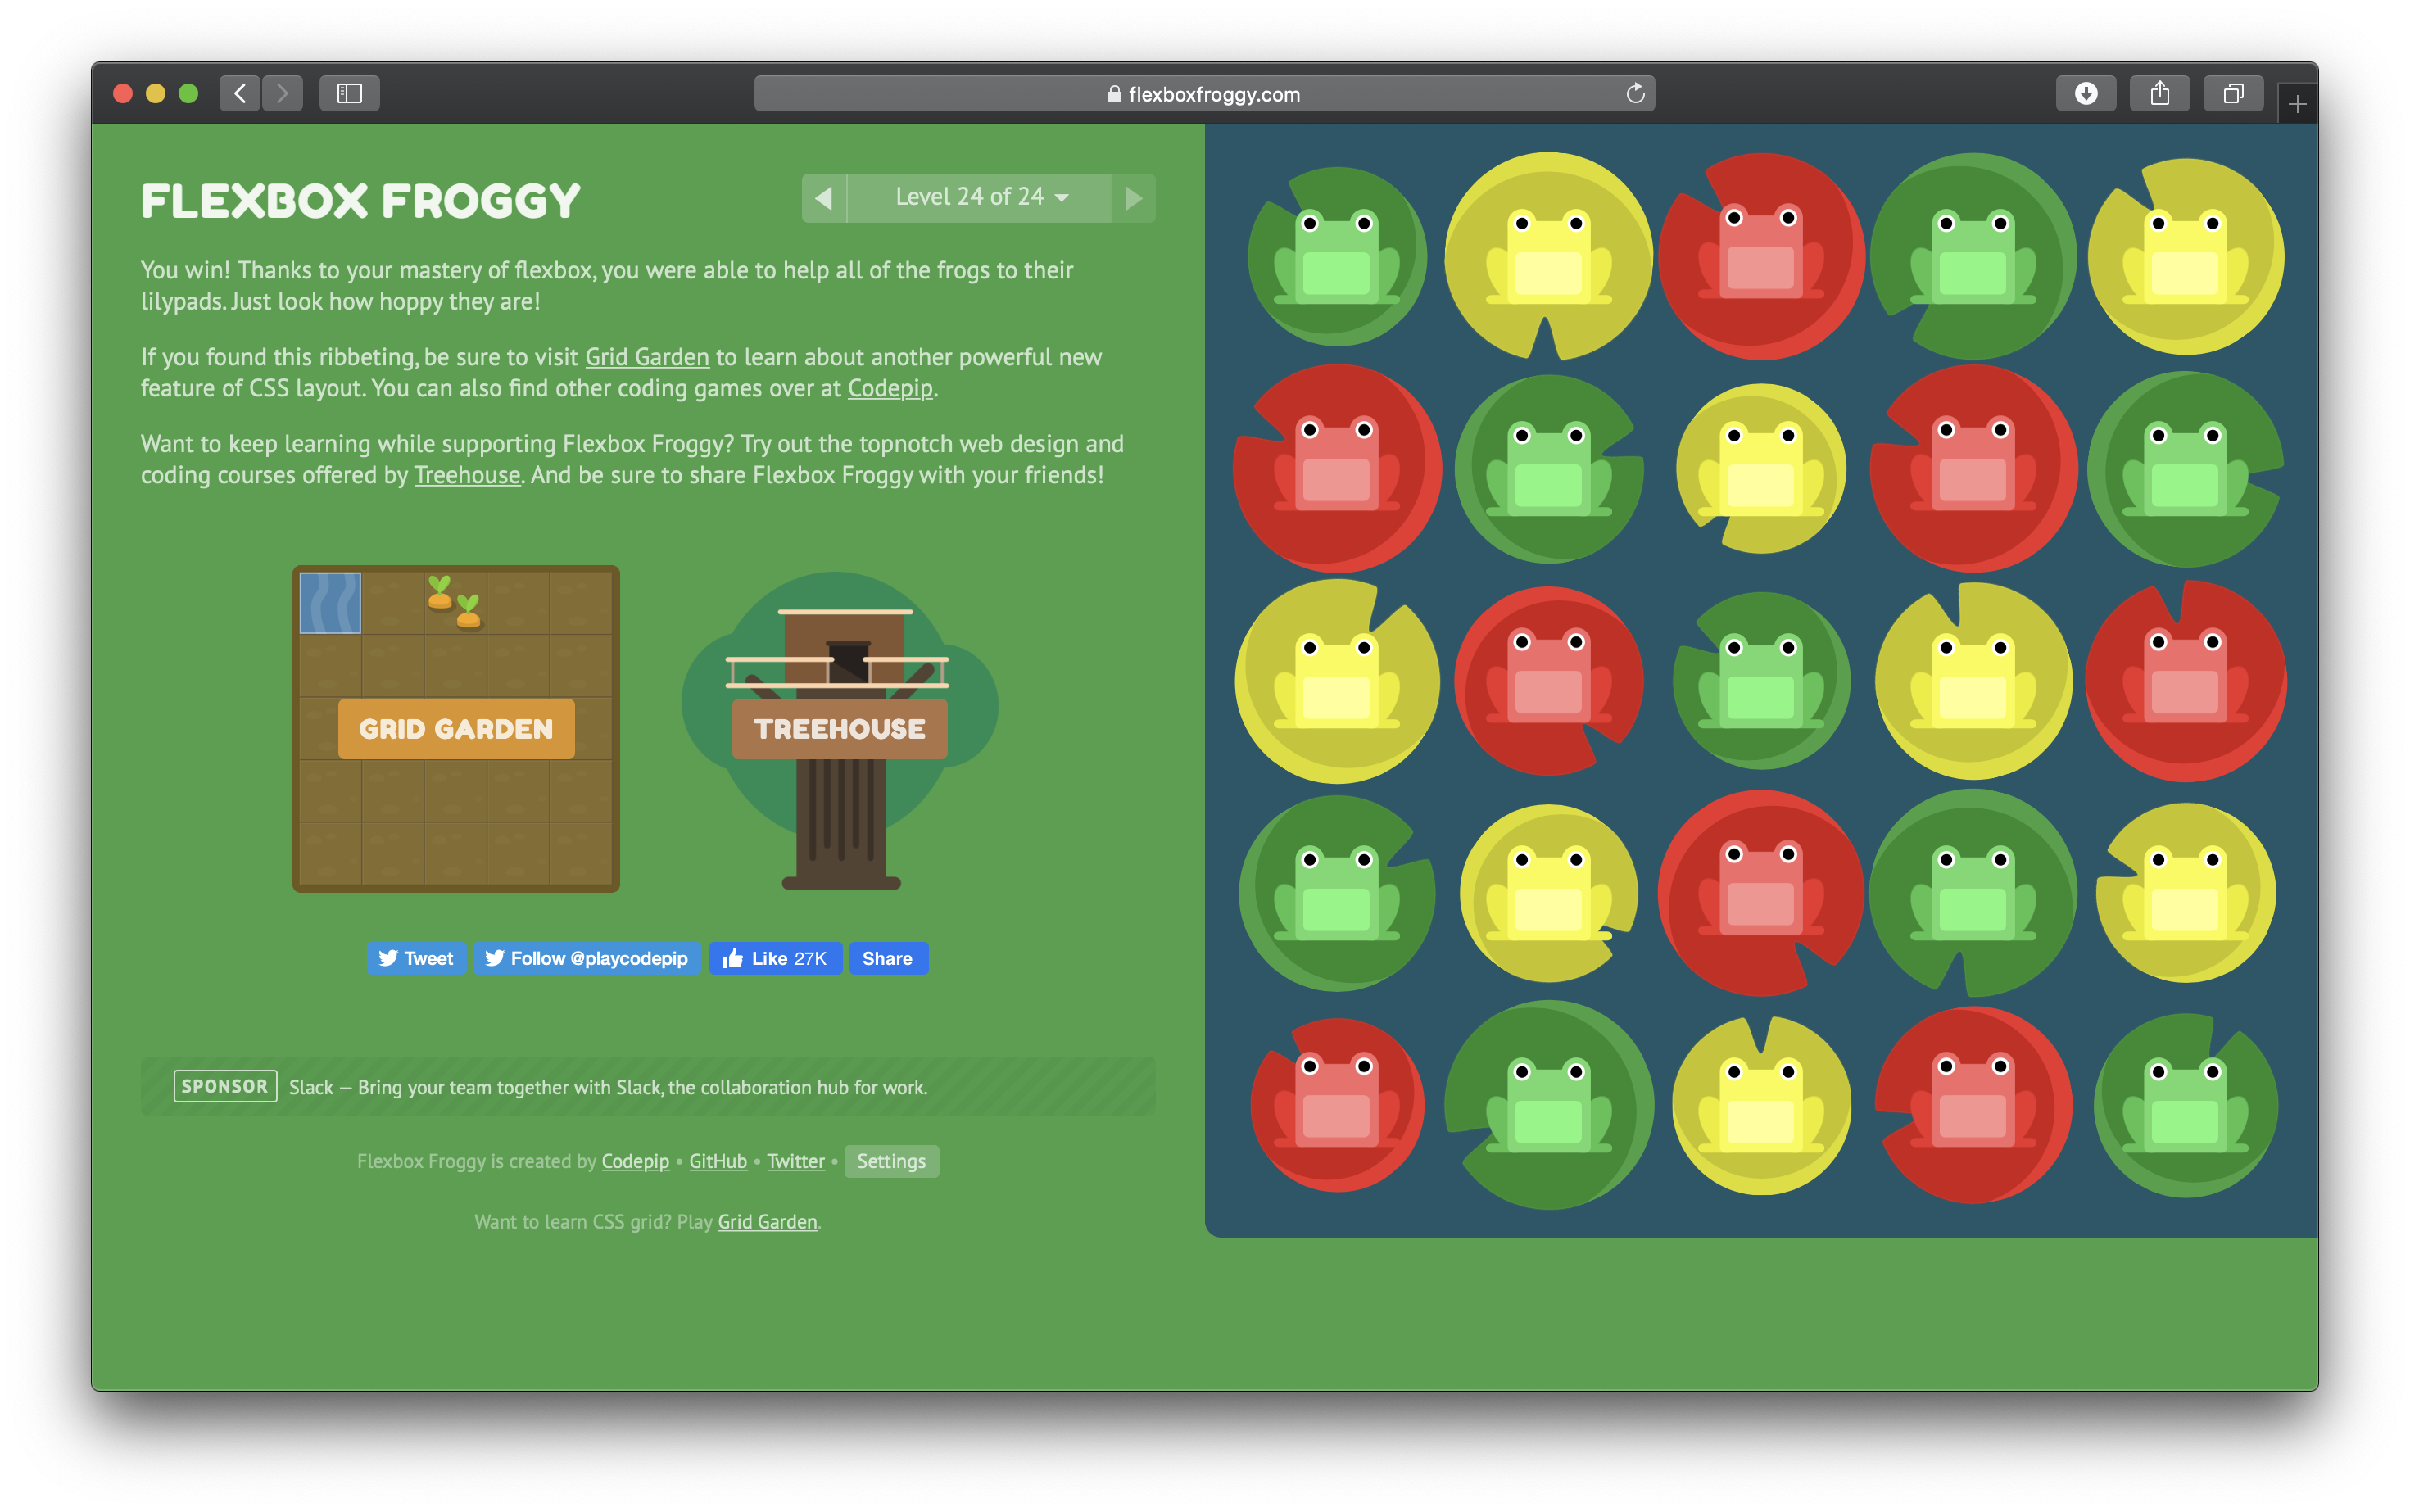 flexboxfroggy.com
FLEXBOX FROGGY
Level 24 of 24
You win! Thanks to your mastery of flexbox, you were able to help all of the frogs to their
lilypads. Just look how hoppy they are!
If you found this ribbeting, be sure to visit Grid Garden to learn about another powerful new
feature of CSS layout. You can also find other coding games over at Codepip.
Want to keep learning while supporting Flexbox Froggy? Try out the topnotch web design and
coding courses offered by Treehouse. And be sure to share Flexbox Froggy with your friends!
GRID GARDEN
TREEHOUSE
Tweet
Follow @playcodepip
Like 27K
Share
SPONSOR Slack — Bring your team together with Slack, the collaboration hub for work.
Flexbox Froggy is created by Codepip • GitHub • Twitter • Settings
Want to learn CSS grid? Play Grid Garden.